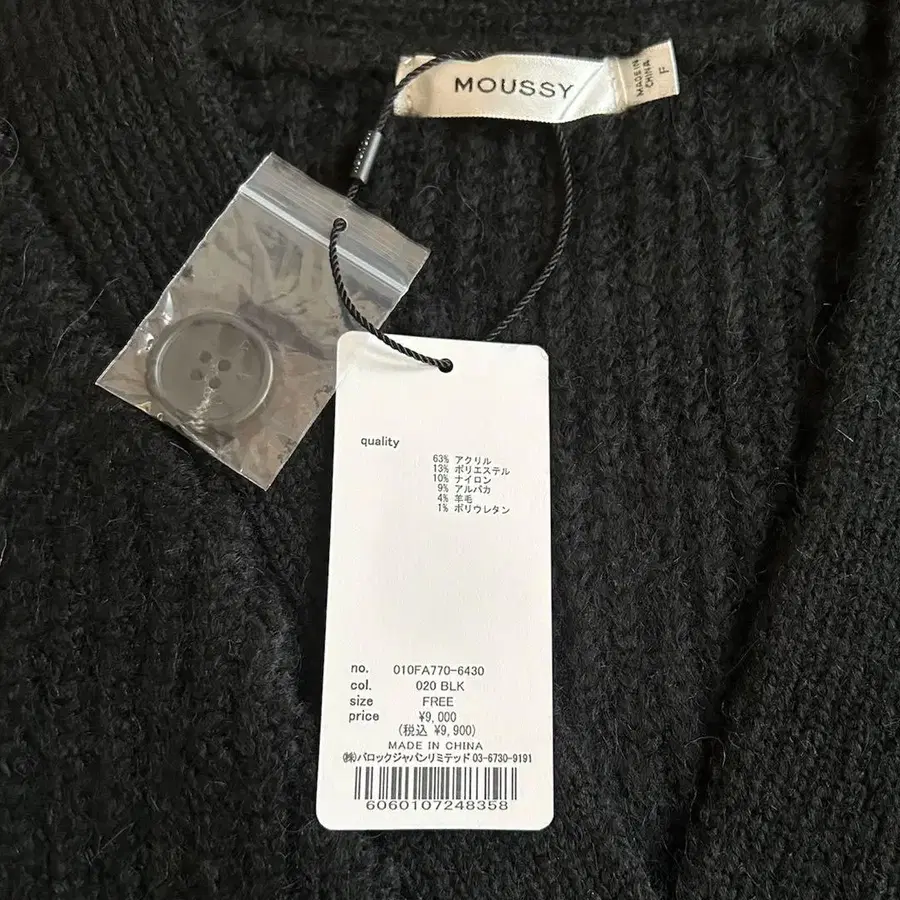 MOUSSY
MADE IN
CHINA
F
quality
63% アクリル
13% ポリエステル
10% ナイロン
9% アルパカ
4% 羊毛
1% ポリウレタン
no. 010FA770-6430
col. 020 BLK
size FREE
price ¥9,000
(税込 ¥9,900)
MADE IN CHINA
㈱バロックジャパンリミテッド 03-6730-9191
6060107248358